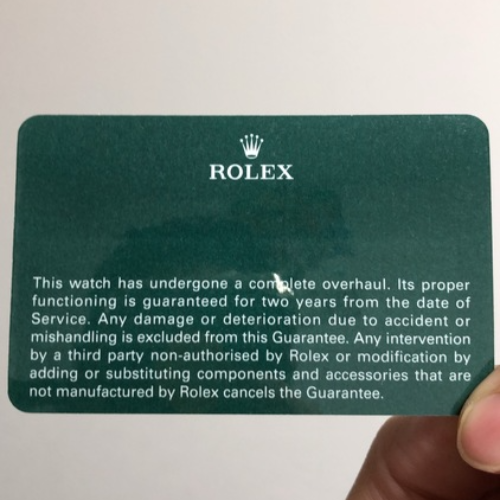 ROLEX
This watch has undergone a complete overhaul. Its proper
functioning is guaranteed for two years from the date of
Service. Any damage or deterioration due to accident or
mishandling is excluded from this Guarantee. Any intervention
by a third party non-authorised by Rolex or modification by
adding or substituting components and accessories that are
not manufactured by Rolex cancels the Guarantee.